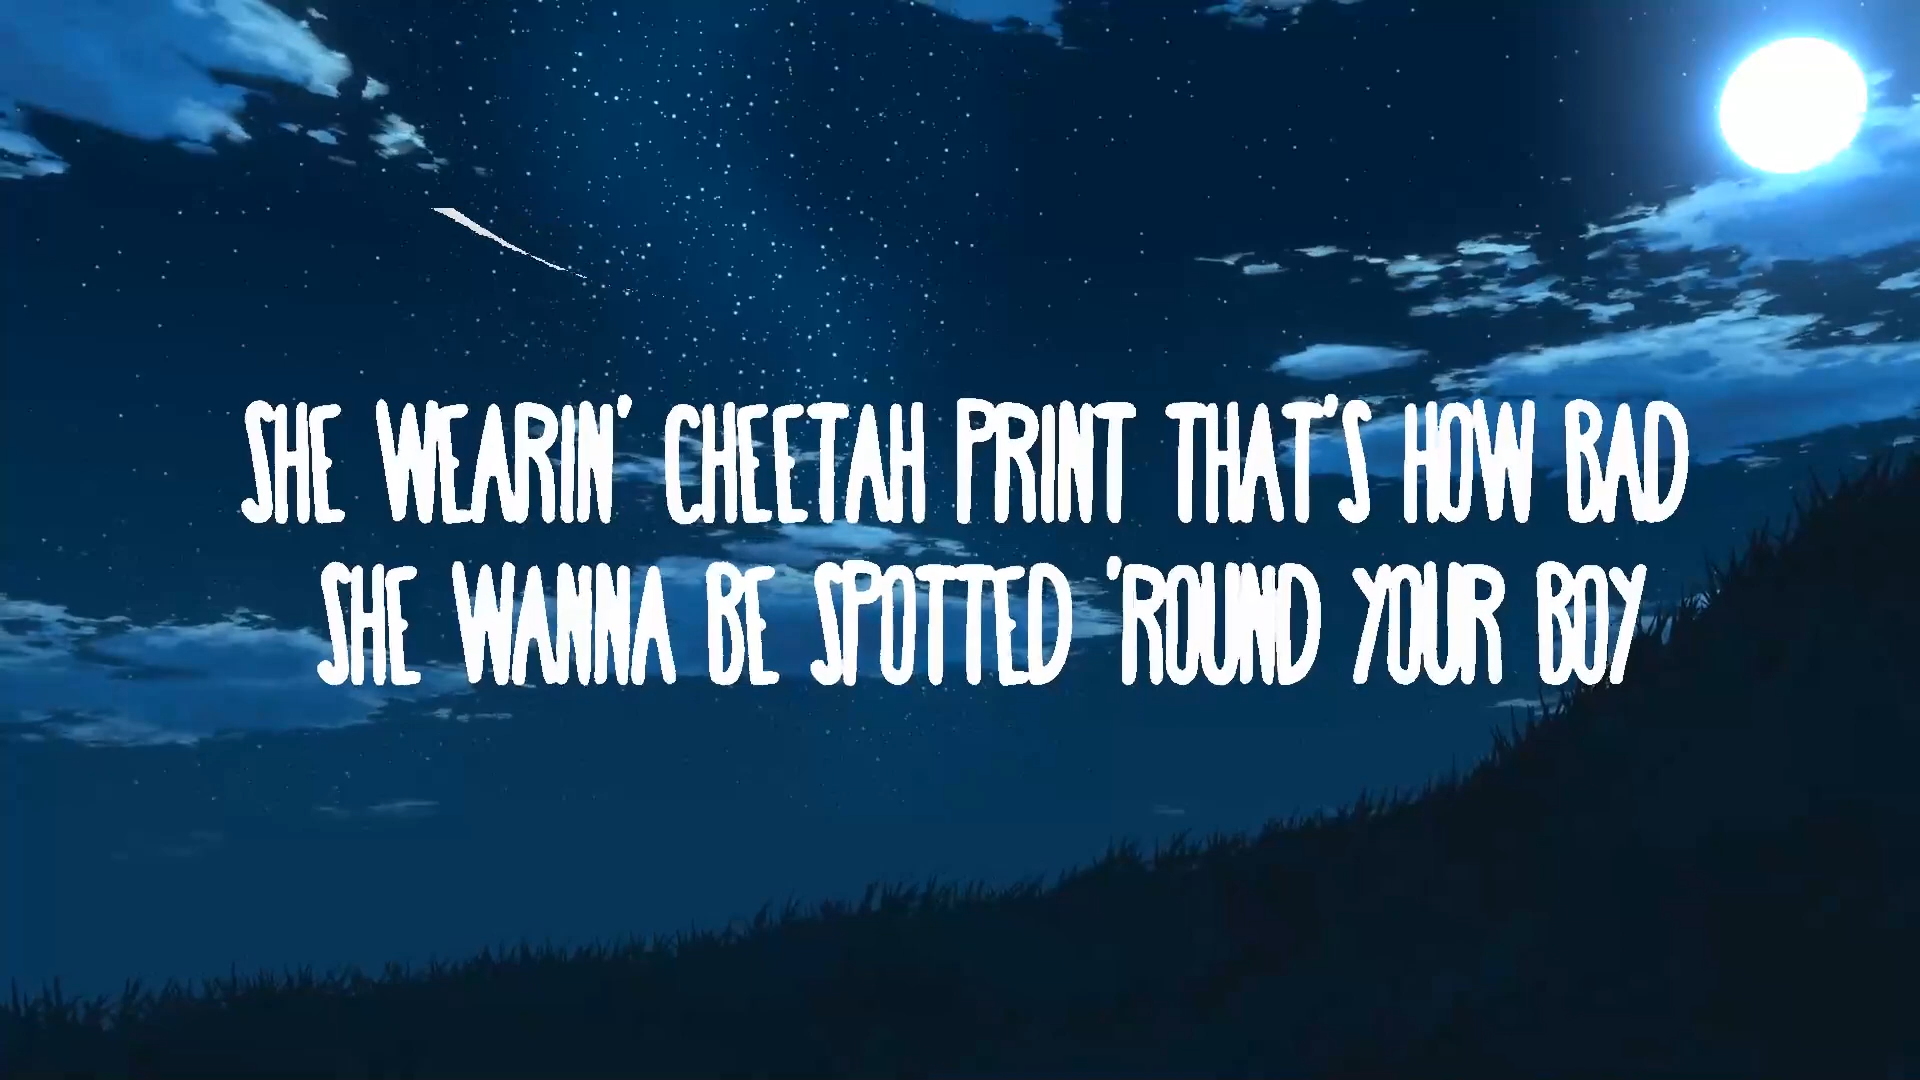 SHE WEARIN' CHEETAH PRINT THAT'S HOW BAD
SHE WANNA BE SPOTTED 'ROUND YOUR BOY